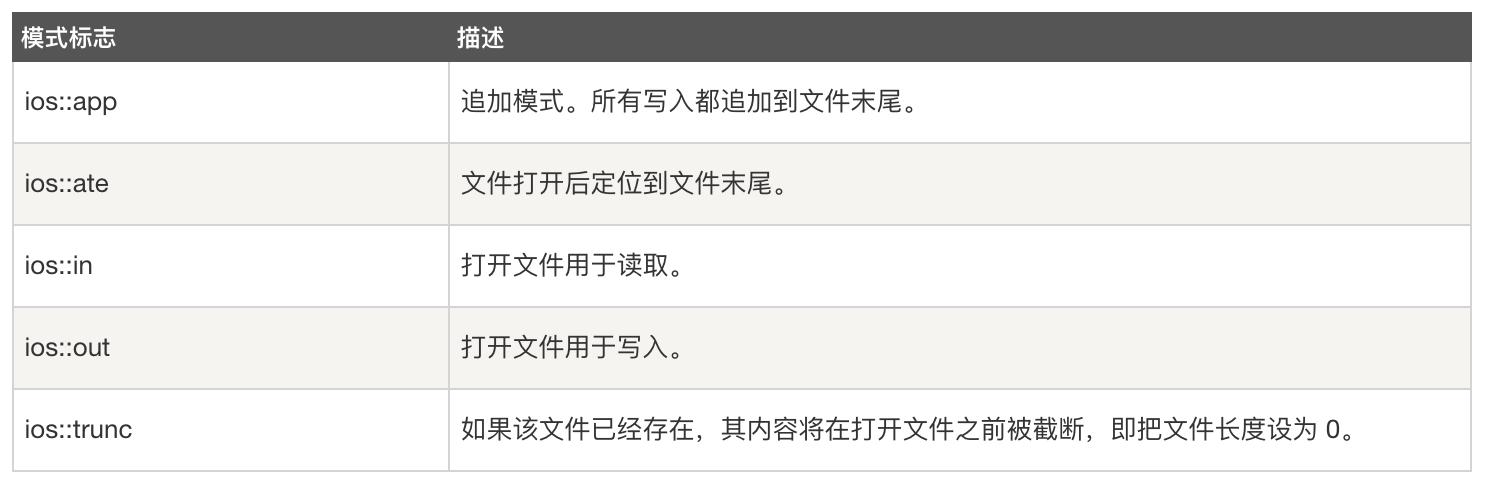 模式标志 描述
ios::app 追加模式。所有写入都追加到文件末尾。
ios::ate 文件打开后定位到文件末尾。
ios::in 打开文件用于读取。
ios::out 打开文件用于写入。
ios::trunc 如果该文件已经存在，其内容将在打开文件之前被截断，即把文件长度设为 0。